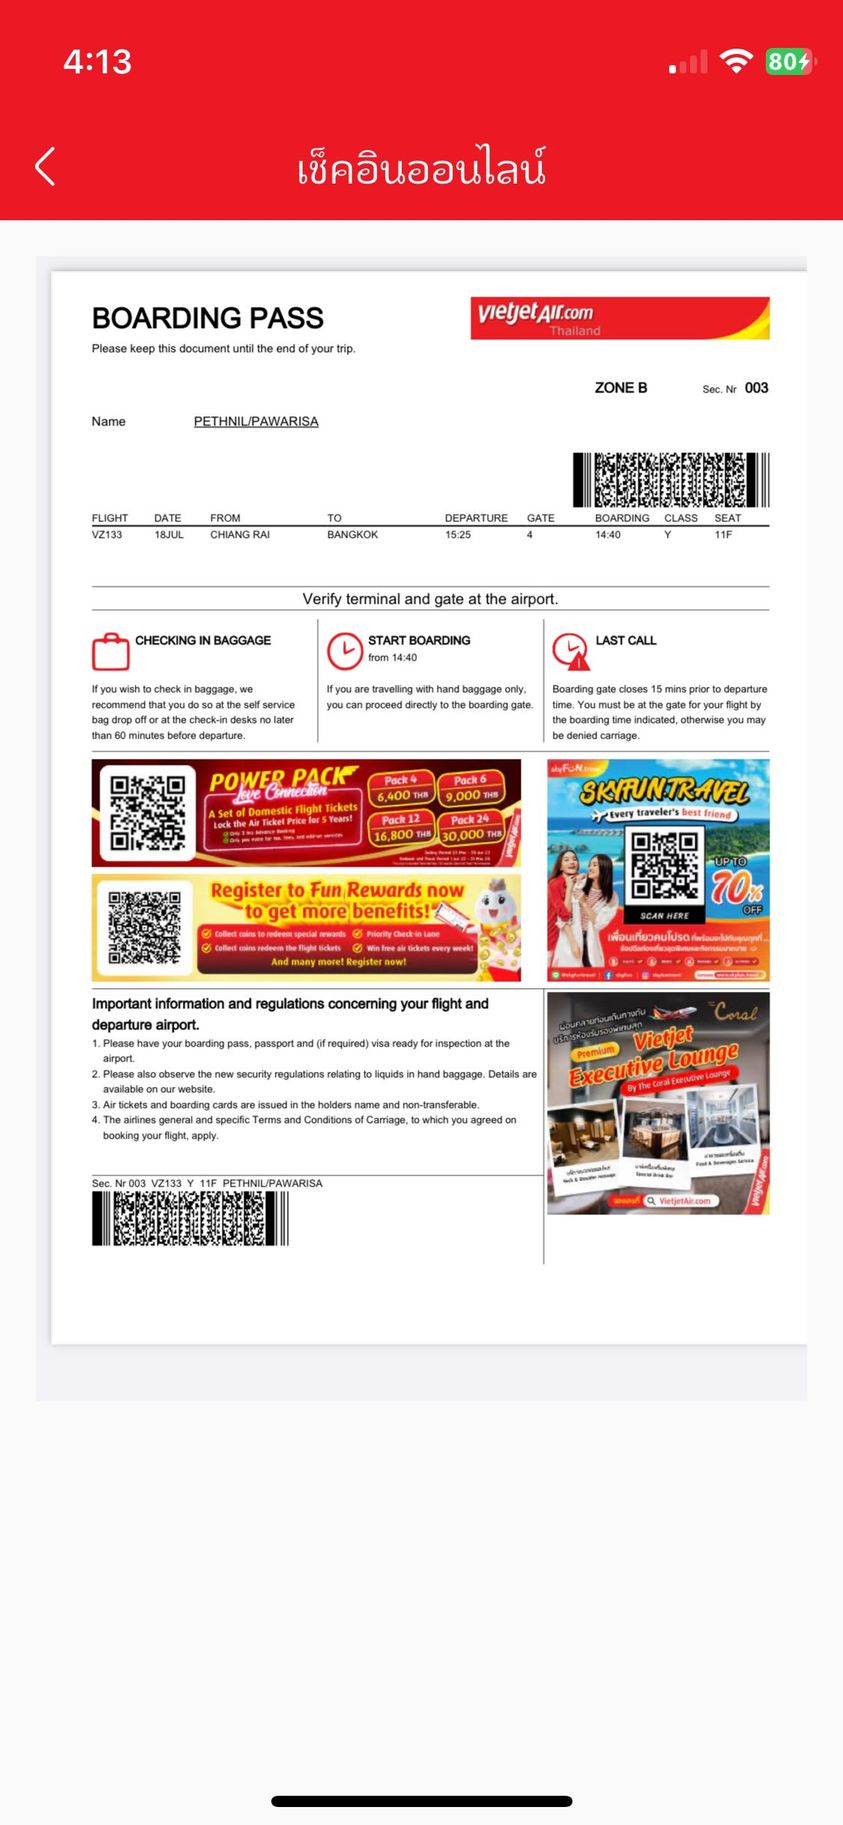 4:13
80
เช็คอินออนไลน์
BOARDING PASS
Please keep this document until the end of your trip.
vietjetAir.com
Thailand
ZONE B Sec. Nr 003
Name PETHNIL/PAWARISA
FLIGHT DATE FROM TO DEPARTURE GATE BOARDING CLASS SEAT
VZ133 18JUL CHIANG RAI BANGKOK 15:25 4 14:40 Y 11F
Verify terminal and gate at the airport.
CHECKING IN BAGGAGE
If you wish to check in baggage, we
recommend that you do so at the self service
bag drop off or at the check-in desks no later
than 60 minutes before departure.
START BOARDING
from 14:40
If you are travelling with hand baggage only,
you can proceed directly to the boarding gate.
LAST CALL
Boarding gate closes 15 mins prior to departure
time. You must be at the gate for your flight by
the boarding time indicated, otherwise you may
be denied carriage.
POWER PACK
Love Connection
A Set of Domestic Flight Tickets
Lock the Air Ticket Price for 5 Years!
Pack 4
6,400 THB
Pack 6
9,000 THB
Pack 12
16,800 THB
Pack 24
30,000 THB
skyFUN.travel
SKYFUN.TRAVEL
Every traveler's best friend
UP TO
70%
OFF
SCAN HERE
Register to Fun Rewards now
to get more benefits!
Collect coins to redeem special rewards
Priority Check-in Lane
Collect coins redeem the flight tickets
Win free air tickets every week!
And many more! Register now!
Important information and regulations concerning your flight and
departure airport.
1. Please have your boarding pass, passport and (if required) visa ready for inspection at the
airport.
2. Please also observe the new security regulations relating to liquids in hand baggage. Details are
available on our website.
3. Air tickets and boarding cards are issued in the holders name and non-transferable.
4. The airlines general and specific Terms and Conditions of Carriage, to which you agreed on
booking your flight, apply.
Coral
Premium
Vietjet
Executive Lounge
By The Coral Executive Lounge
VietjetAir.com
Sec. Nr 003 VZ133 Y 11F PETHNIL/PAWARISA